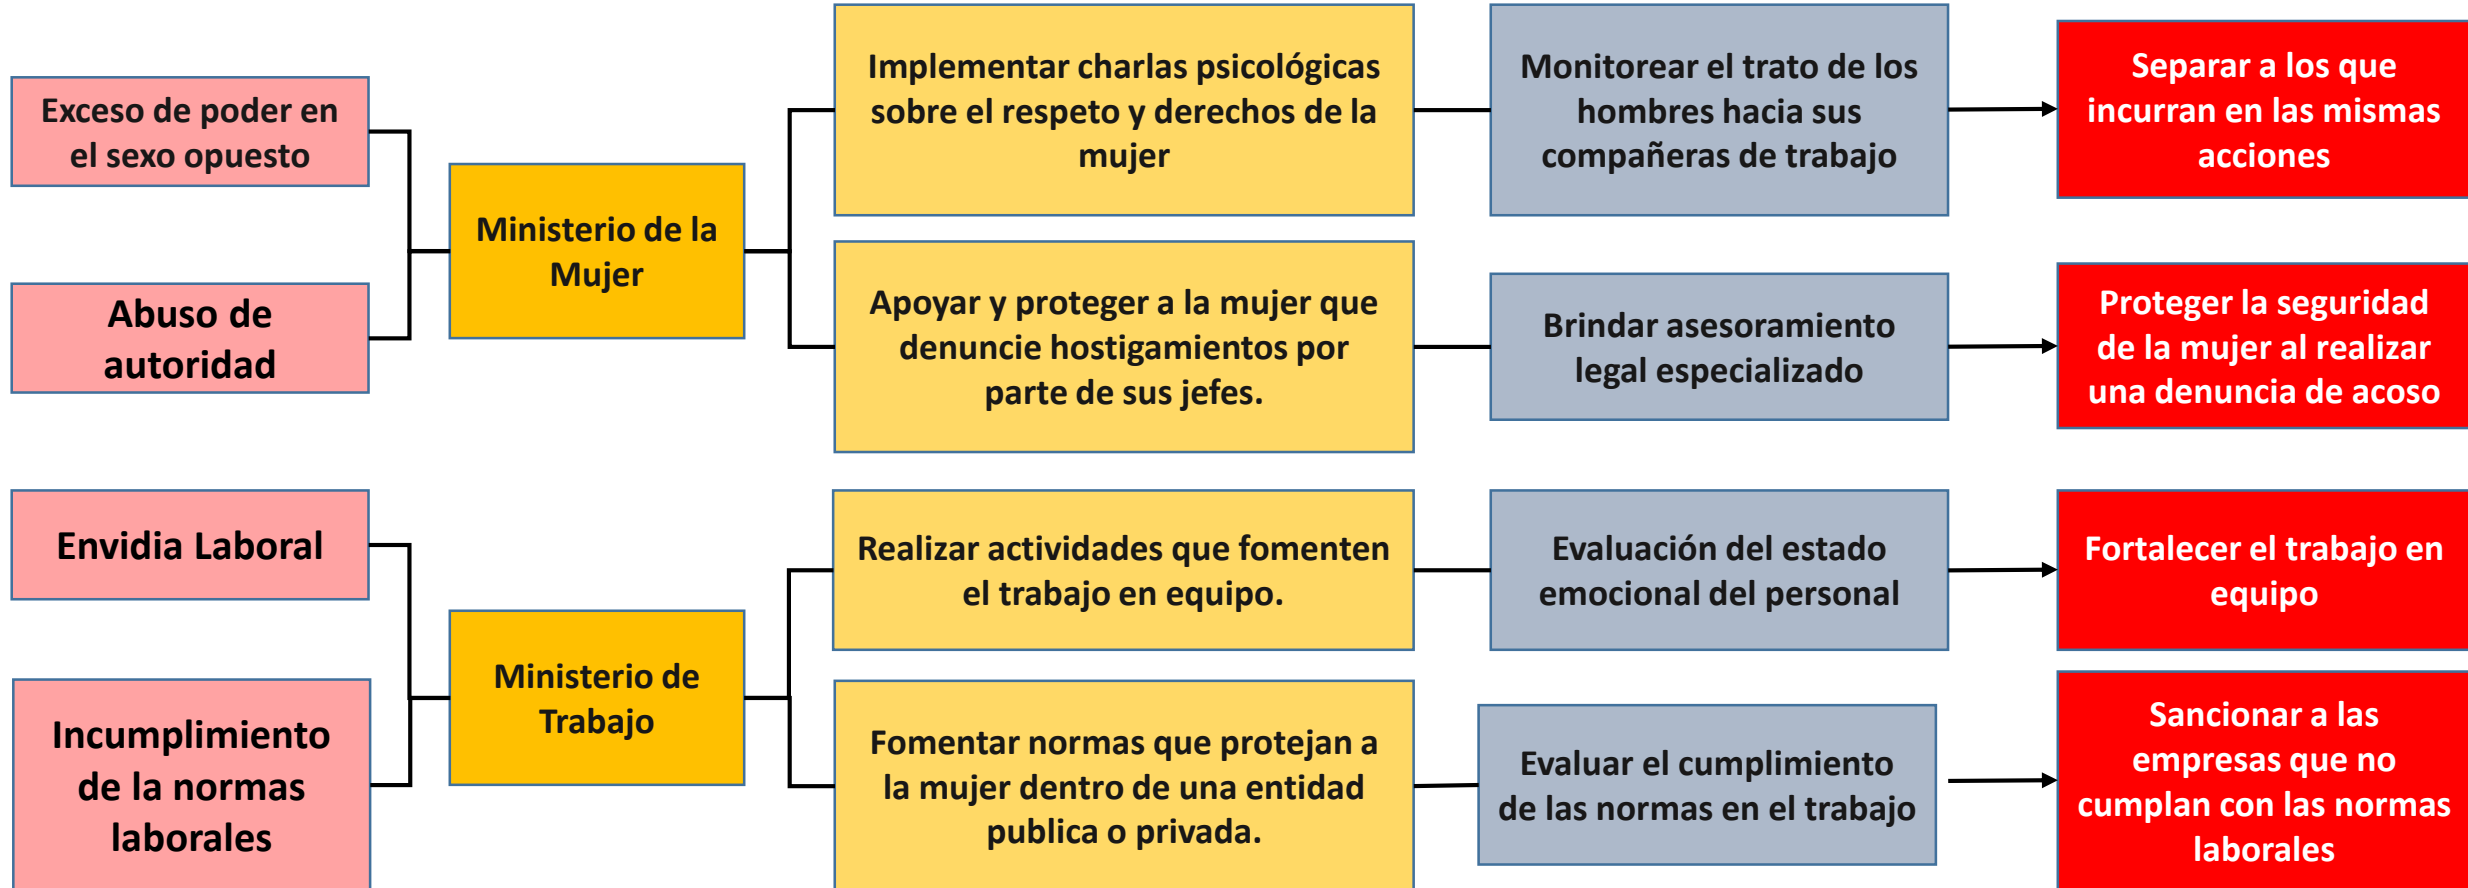 Exceso de poder en
el sexo opuesto
Abuso de
autoridad
Ministerio de la
Mujer
Implementar charlas psicológicas
sobre el respeto y derechos de la
mujer
Monitorear el trato de los
hombres hacia sus
compañeras de trabajo
Separar a los que
incurran en las mismas
acciones
Apoyar y proteger a la mujer que
denuncie hostigamientos por
parte de sus jefes.
Brindar asesoramiento
legal especializado
Proteger la seguridad
de la mujer al realizar
una denuncia de acoso
Envidia Laboral
Incumplimiento
de la normas
laborales
Ministerio de
Trabajo
Realizar actividades que fomenten
el trabajo en equipo.
Evaluación del estado
emocional del personal
Fortalecer el trabajo en
equipo
Fomentar normas que protejan a
la mujer dentro de una entidad
publica o privada.
Evaluar el cumplimiento
de las normas en el trabajo
Sancionar a las
empresas que no
cumplan con las normas
laborales